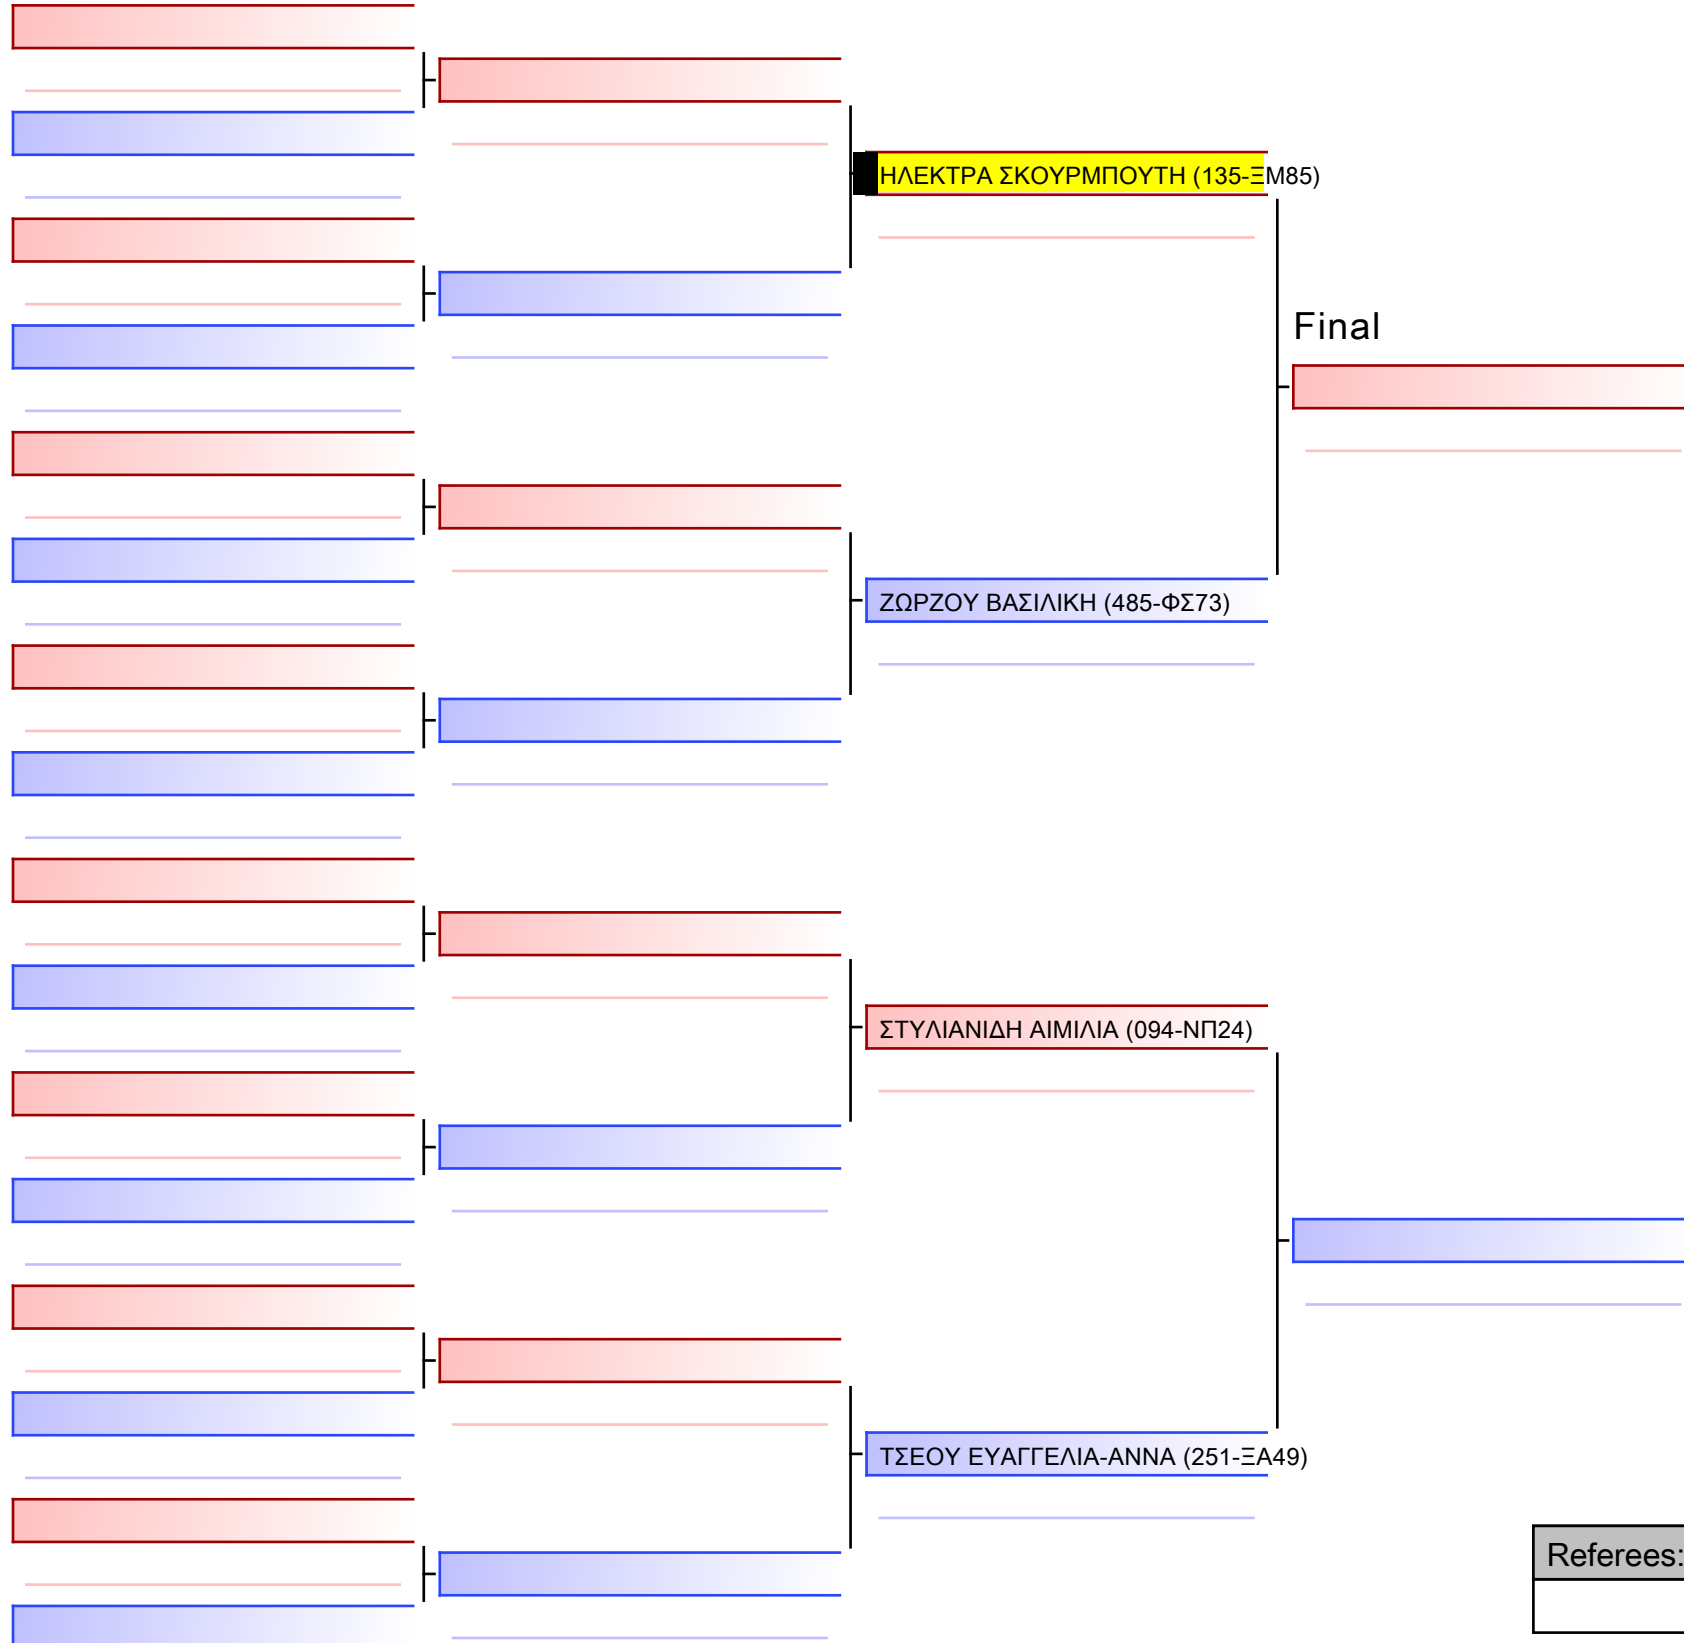 ΗΛΕΚΤΡΑ ΣΚΟΥΡΜΠΟΥΤΗ (135-ΞΜ85)
Final
ΖΩΡΖΟΥ ΒΑΣΙΛΙΚΗ (485-ΦΣ73)
ΣΤΥΛΙΑΝΙΔΗ ΑΙΜΙΛΙΑ (094-ΝΠ24)
ΤΣΕΟΥ ΕΥΑΓΓΕΛΙΑ-ΑΝΝΑ (251-ΞΑ49)
Referees: